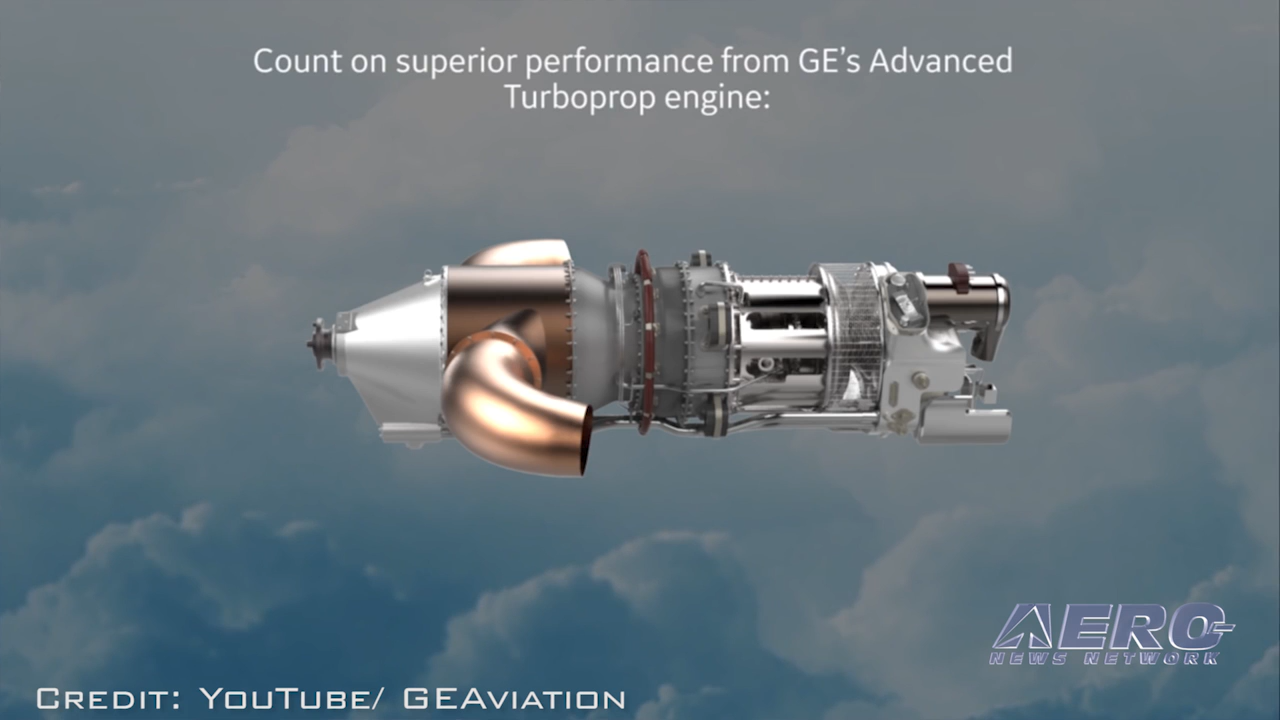 Count on superior performance from GE’s Advanced
Turboprop engine:
AERO
NEWS NETWORK
CREDIT: YOUTUBE/ GEAVIATION